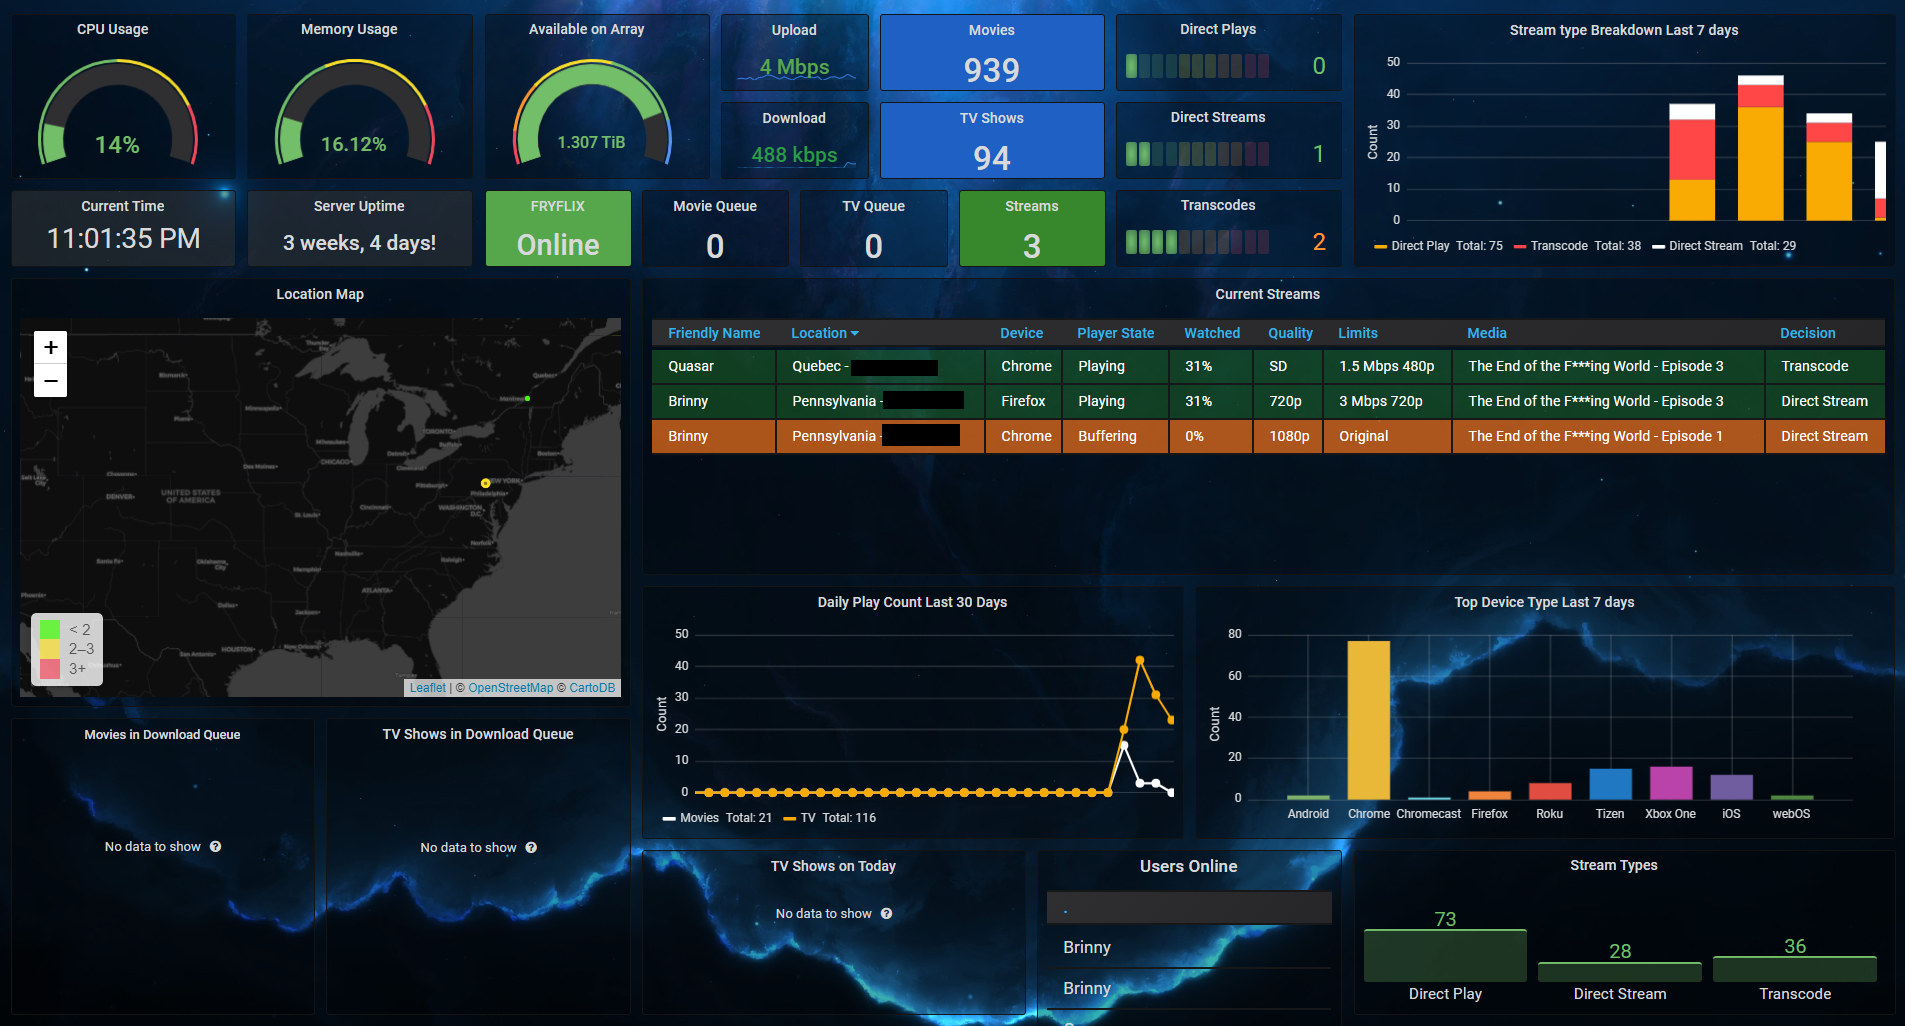 CPU Usage
14%
Memory Usage
16.12%
Available on Array
1.307 TiB
Upload
4 Mbps
Download
488 kbps
Movies
939
TV Shows
94
Direct Plays
0
Direct Streams
1
Transcodes
2
Stream type Breakdown Last 7 days
50
40
30
20
10
0
Count
Direct Play Total: 75 Transcode Total: 38 Direct Stream Total: 29
Current Time
11:01:35 PM
Server Uptime
3 weeks, 4 days!
FRYFLIX
Online
Movie Queue
0
TV Queue
0
Streams
3
Location Map
+
−
UNITED STATES
OF AMERICA
CHICAGO
TORONTO
DENVER
ATLANTA
HOUSTON
WASHINGTON
D.C.
Philadelphia
< 2
2–3
3+
Leaflet | © OpenStreetMap © CartoDB
Current Streams
Friendly Name Location Device Player State Watched Quality Limits Media Decision
Quasar Quebec - Chrome Playing 31% SD 1.5 Mbps 480p The End of the F***ing World - Episode 3 Transcode
Brinny Pennsylvania - Firefox Playing 31% 720p 3 Mbps 720p The End of the F***ing World - Episode 3 Direct Stream
Brinny Pennsylvania - Chrome Buffering 0% 1080p Original The End of the F***ing World - Episode 1 Direct Stream
Daily Play Count Last 30 Days
50
40
30
20
10
0
Count
Movies Total: 21 TV Total: 116
Top Device Type Last 7 days
80
60
40
20
0
Count
Android Chrome Chromecast Firefox Roku Tizen Xbox One iOS webOS
Movies in Download Queue
No data to show
TV Shows in Download Queue
No data to show
TV Shows on Today
No data to show
Users Online
.
Brinny
Brinny
Stream Types
73
28
36
Direct Play
Direct Stream
Transcode